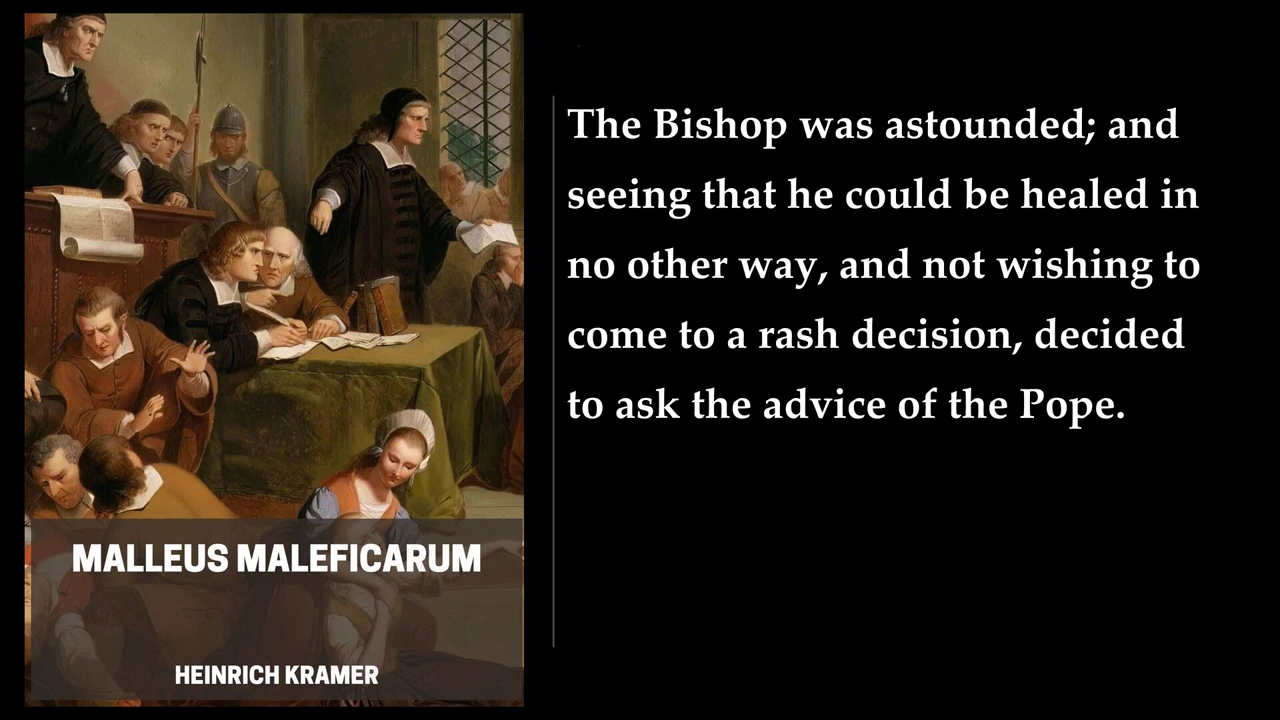 MALLEUS MALEFICARUM
HEINRICH KRAMER
The Bishop was astounded; and
seeing that he could be healed in
no other way, and not wishing to
come to a rash decision, decided
to ask the advice of the Pope.